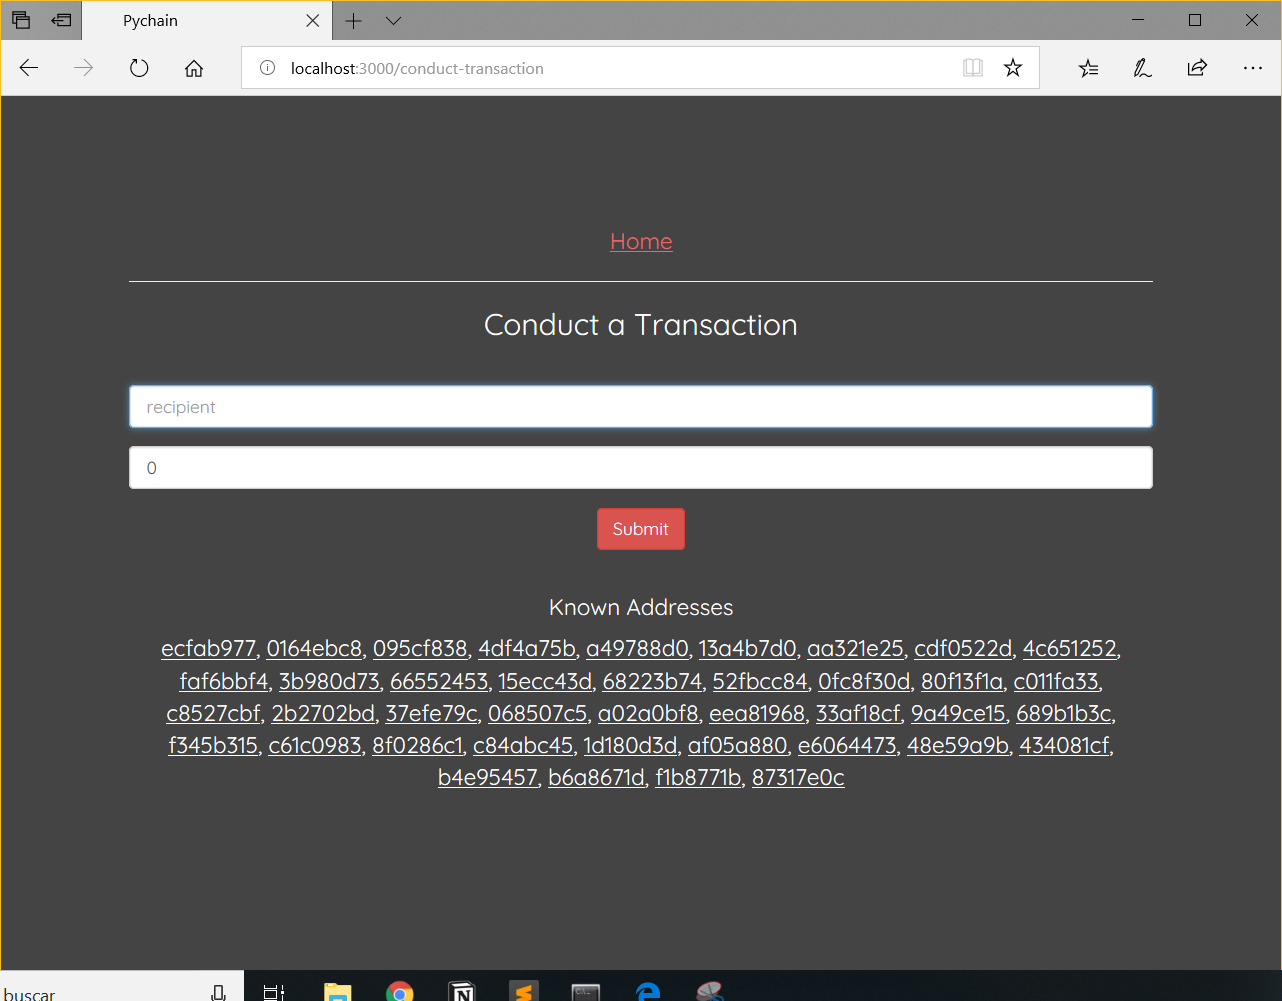 Pychain
localhost:3000/conduct-transaction
Home
Conduct a Transaction
recipient
0
Submit
Known Addresses
ecfab977, 0164ebc8, 095cf838, 4df4a75b, a49788d0, 13a4b7d0, aa321e25, cdf0522d, 4c651252,
faf6bbf4, 3b980d73, 66552453, 15ecc43d, 68223b74, 52fbcc84, 0fc8f30d, 80f13f1a, c011fa33,
c8527cbf, 2b2702bd, 37efe79c, 068507c5, a02a0bf8, eea81968, 33af18cf, 9a49ce15, 689b1b3c,
f345b315, c61c0983, 8f0286c1, c84abc45, 1d180d3d, af05a880, e6064473, 48e59a9b, 434081cf,
b4e95457, b6a8671d, f1b8771b, 87317e0c
buscar